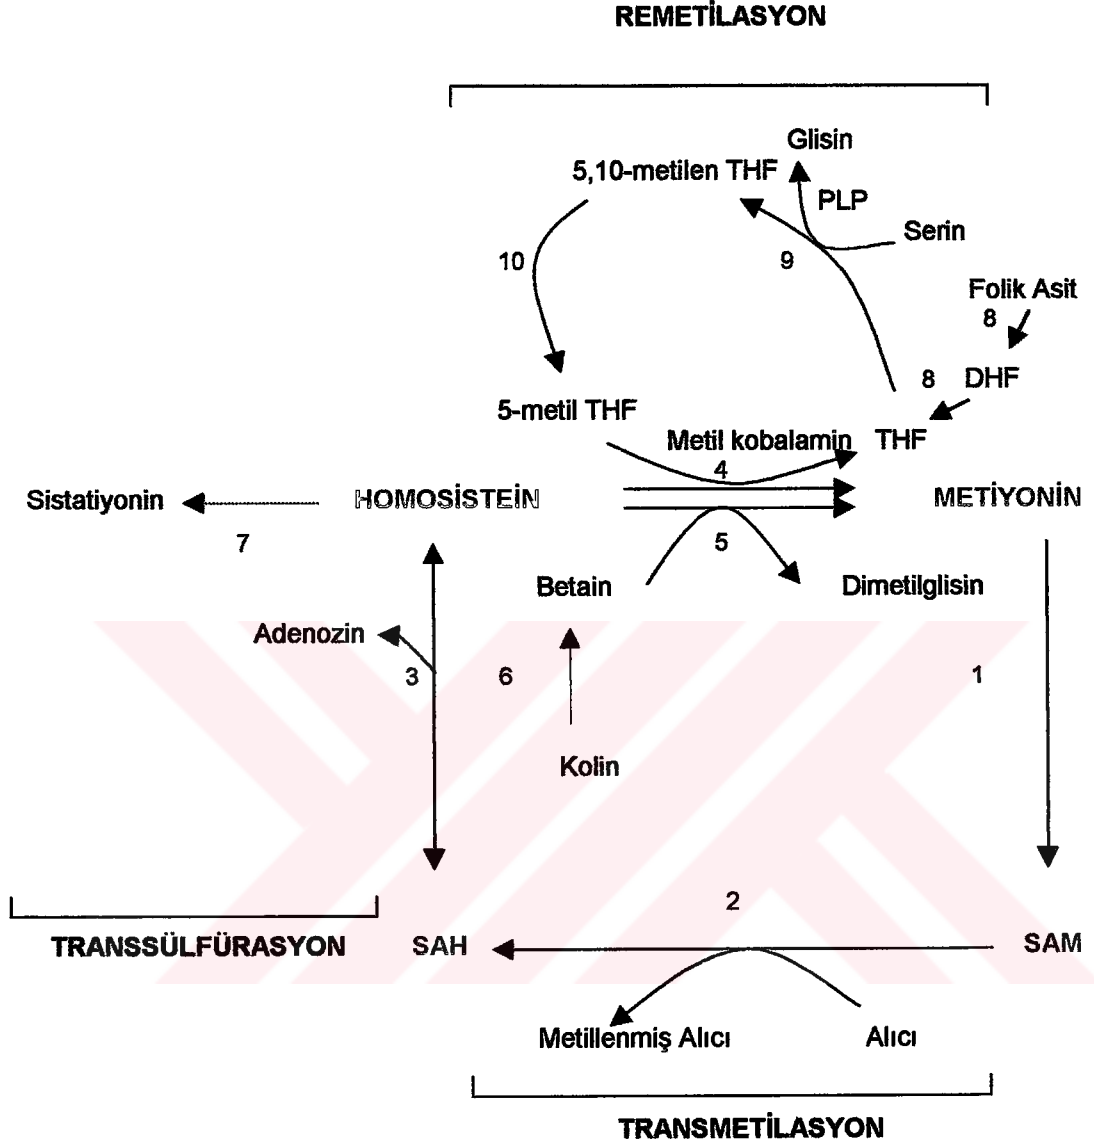 REMETİLASYON
Glisin
5,10-metilen THF
PLP
Serin
10
9
Folik Asit
8
8
DHF
5-metil THF
Metil kobalamin
THF
4
Sistatiyonin
HOMOSİSTEİN
METİYONİN
7
5
Betain
Dimetilglisin
Adenozin
3
6
1
Kolin
2
TRANSSÜLFÜRASYON
SAH
SAM
Metillenmiş Alıcı
Alıcı
TRANSMETİLASYON